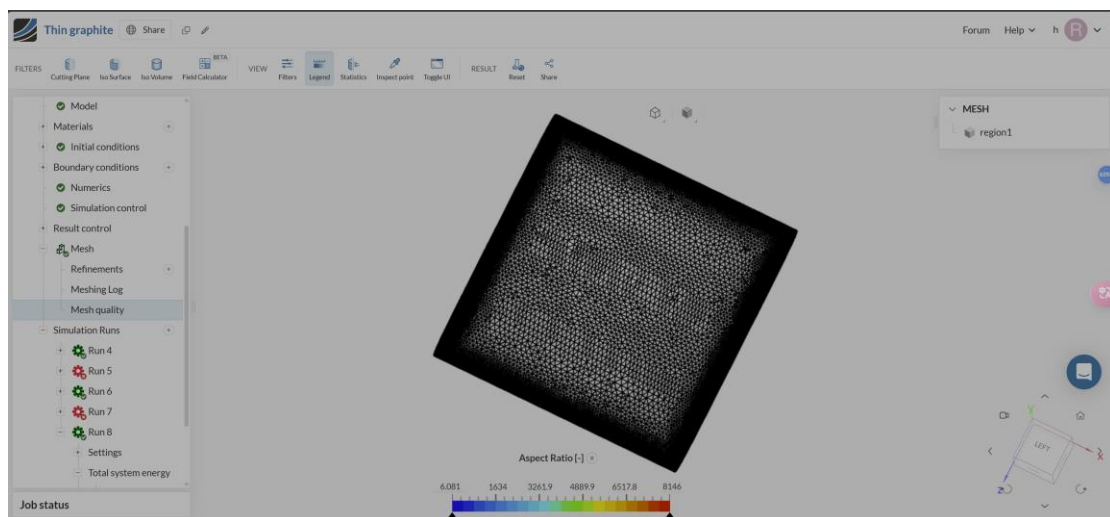 Thin graphite Share
Forum Help h R
FILTERS Cutting Plane Iso Surface Iso Volume Field Calculator BETA VIEW Filters Legend Statistics Inspect point Toggle UI RESULT Reset Share
Model
Materials
Initial conditions
Boundary conditions
Numerics
Simulation control
Result control
Mesh
Refinements
Meshing Log
Mesh quality
Simulation Runs
Run 4
Run 5
Run 6
Run 7
Run 8
Settings
Total system energy
Job status
MESH
region1
Aspect Ratio [-]
6.081 1634 3261.9 4889.9 6517.8 8146
Y
LEFT
X
Z